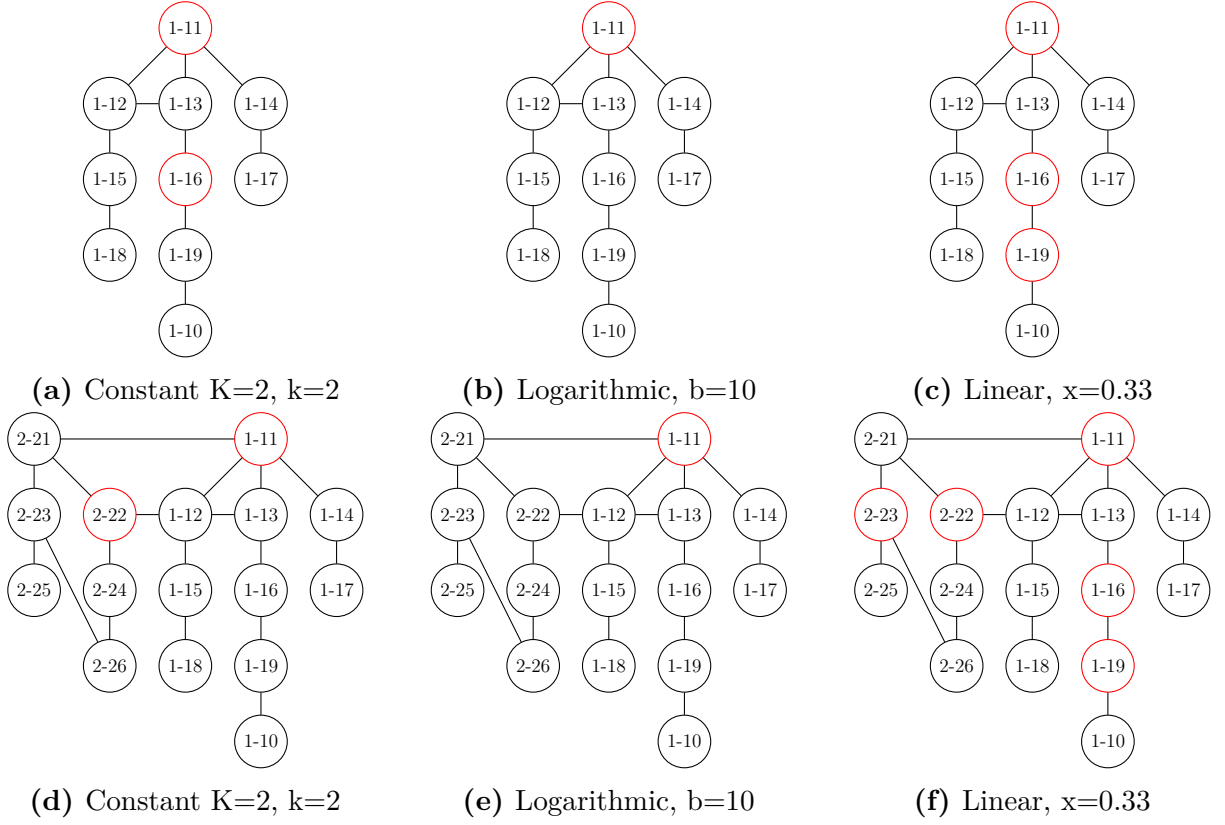 1-11 1-11 1-11
1-12 1-13 1-14 1-12 1-13 1-14 1-12 1-13 1-14
1-15 1-16 1-17 1-15 1-16 1-17 1-15 1-16 1-17
1-18 1-19 1-18 1-19 1-18 1-19
1-10 1-10 1-10
(a) Constant K=2, k=2 (b) Logarithmic, b=10 (c) Linear, x=0.33
2-21 1-11 2-21 1-11 2-21 1-11
2-23 2-22 1-12 1-13 1-14 2-23 2-22 1-12 1-13 1-14 2-23 2-22 1-12 1-13 1-14
2-25 2-24 1-15 1-16 1-17 2-25 2-24 1-15 1-16 1-17 2-25 2-24 1-15 1-16 1-17
2-26 1-18 1-19 2-26 1-18 1-19 2-26 1-18 1-19
1-10 1-10 1-10
(d) Constant K=2, k=2 (e) Logarithmic, b=10 (f) Linear, x=0.33